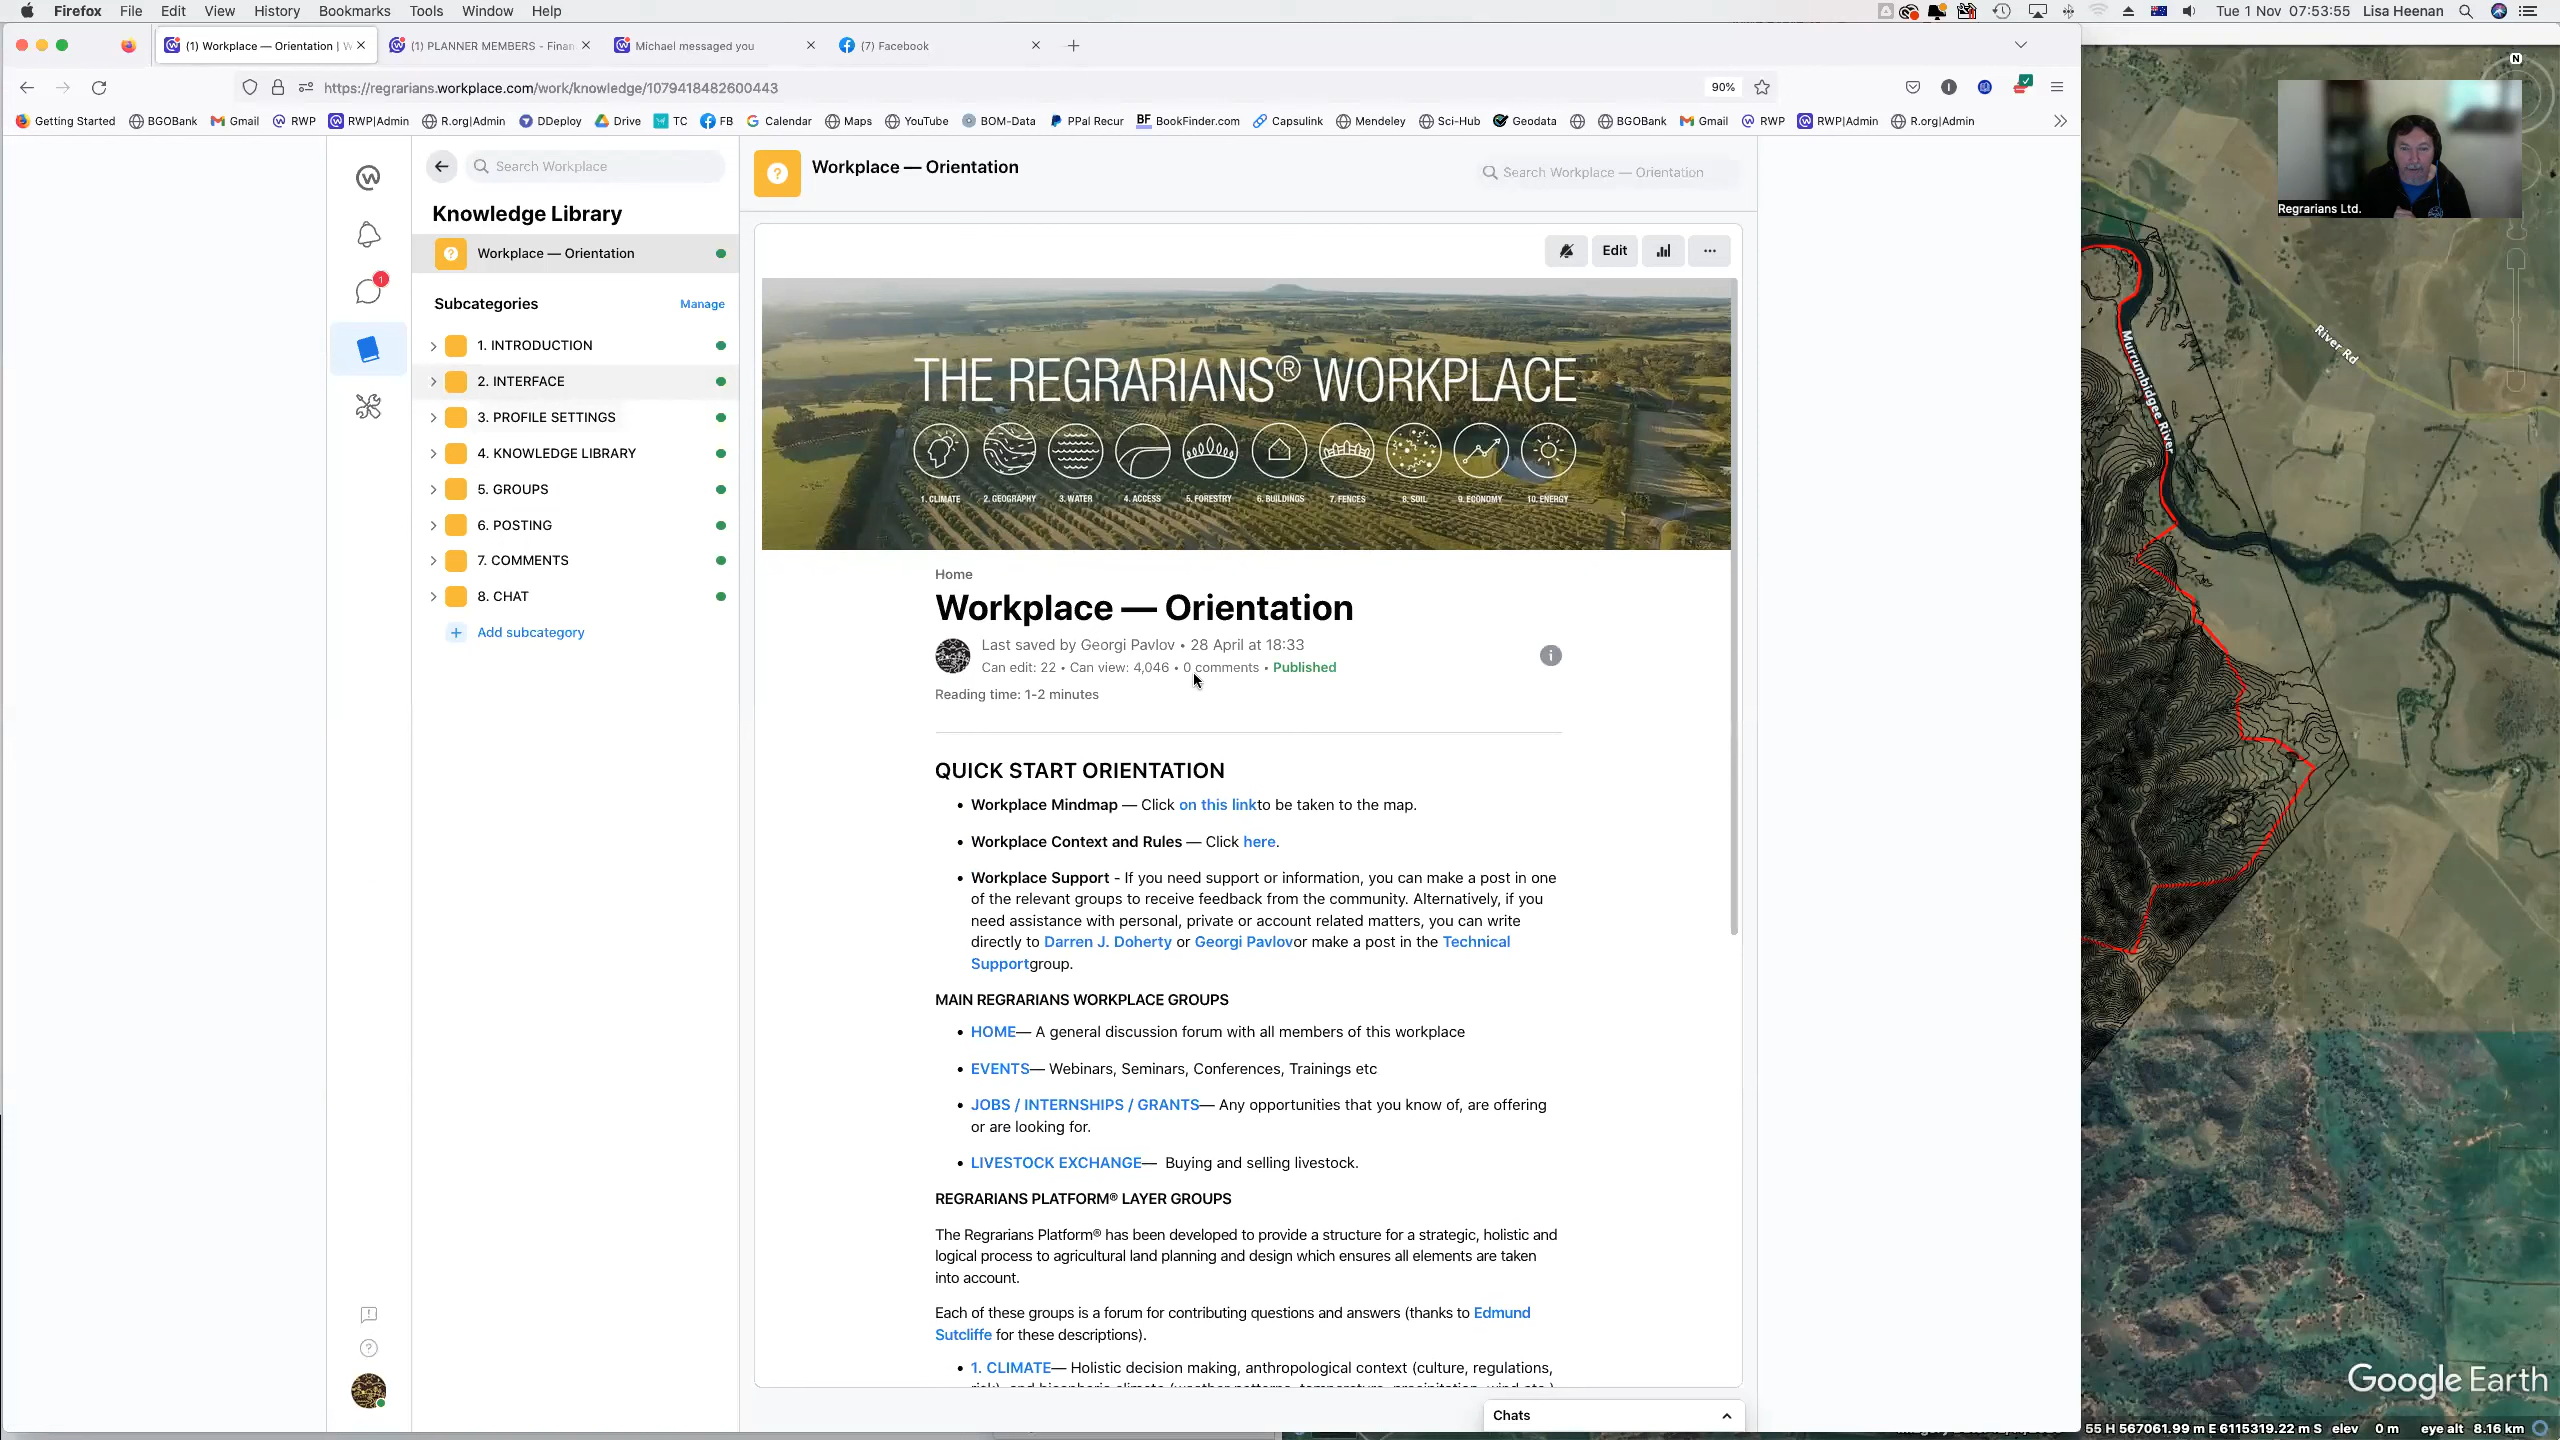 Firefox File Edit View History Bookmarks Tools Window Help
Tue 1 Nov 07:53:55 Lisa Heenan
(1) Workplace — Orientation | W
(1) PLANNER MEMBERS - Finan
Michael messaged you
(7) Facebook
https://regrarians.workplace.com/work/knowledge/1079418482600443
90%
Getting Started BGOBank Gmail RWP RWP|Admin R.org|Admin DDeploy Drive TC FB Calendar Maps YouTube BOM-Data PPal Recur BF BookFinder.com Capsulink Mendeley Sci-Hub Geodata BGOBank Gmail RWP RWP|Admin R.org|Admin
Search Workplace
Knowledge Library
Workplace — Orientation
Subcategories Manage
1. INTRODUCTION
2. INTERFACE
3. PROFILE SETTINGS
4. KNOWLEDGE LIBRARY
5. GROUPS
6. POSTING
7. COMMENTS
8. CHAT
+ Add subcategory
1
Workplace — Orientation
Search Workplace — Orientation
Edit
THE REGRARIANS® WORKPLACE
1. CLIMATE 2. GEOGRAPHY 3. WATER 4. ACCESS 5. FORESTRY 6. BUILDINGS 7. FENCES 8. SOIL 9. ECONOMY 10. ENERGY
Home
Workplace — Orientation
Last saved by Georgi Pavlov • 28 April at 18:33
Can edit: 22 • Can view: 4,046 • 0 comments • Published
Reading time: 1-2 minutes
QUICK START ORIENTATION
• Workplace Mindmap — Click on this linkto be taken to the map.
• Workplace Context and Rules — Click here.
• Workplace Support - If you need support or information, you can make a post in one
of the relevant groups to receive feedback from the community. Alternatively, if you
need assistance with personal, private or account related matters, you can write
directly to Darren J. Doherty or Georgi Pavlovor make a post in the Technical
Supportgroup.
MAIN REGRARIANS WORKPLACE GROUPS
• HOME— A general discussion forum with all members of this workplace
• EVENTS— Webinars, Seminars, Conferences, Trainings etc
• JOBS / INTERNSHIPS / GRANTS— Any opportunities that you know of, are offering
or are looking for.
• LIVESTOCK EXCHANGE— Buying and selling livestock.
REGRARIANS PLATFORM® LAYER GROUPS
The Regrarians Platform® has been developed to provide a structure for a strategic, holistic and
logical process to agricultural land planning and design which ensures all elements are taken
into account.
Each of these groups is a forum for contributing questions and answers (thanks to Edmund
Sutcliffe for these descriptions).
• 1. CLIMATE— Holistic decision making, anthropological context (culture, regulations,
Chats
N
Regrarians Ltd.
River Rd
Murrumbidgee River
Google Earth
55 H 567061.99 m E 6115319.22 m S elev 0 m eye alt 8.16 km